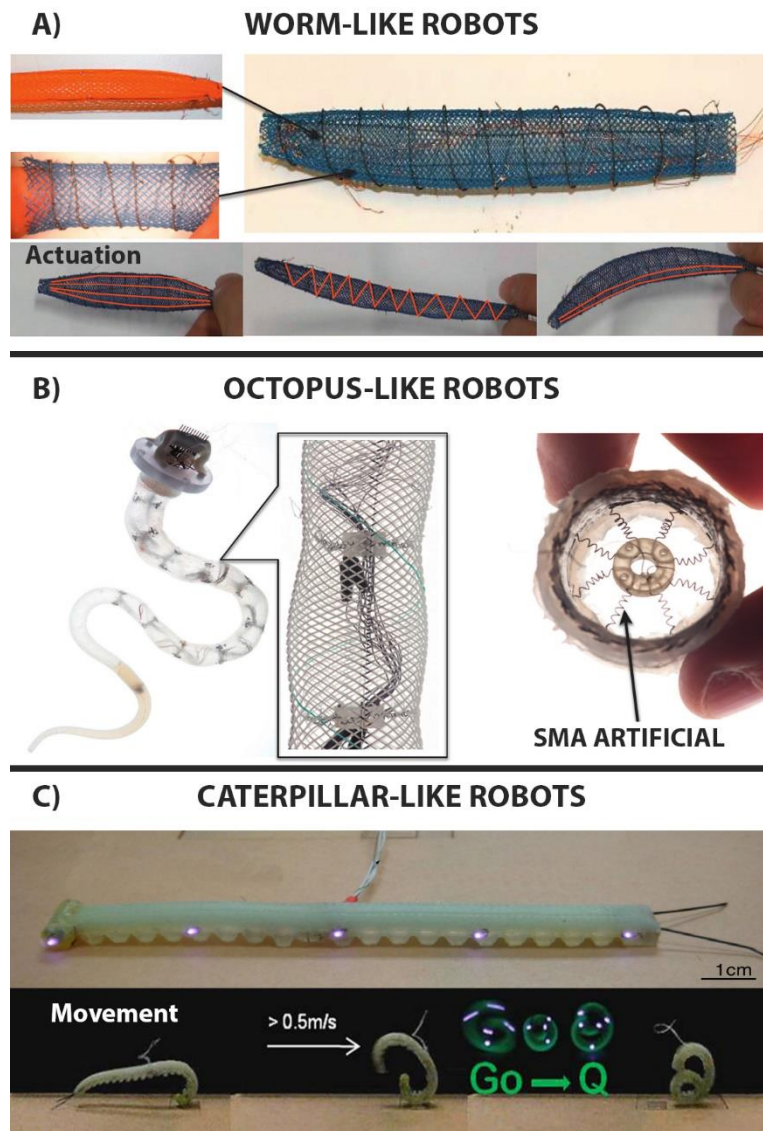 A) WORM-LIKE ROBOTS
Actuation
B) OCTOPUS-LIKE ROBOTS
SMA ARTIFICIAL
C) CATERPILLAR-LIKE ROBOTS
1cm
Movement
> 0.5m/s
Go → Q